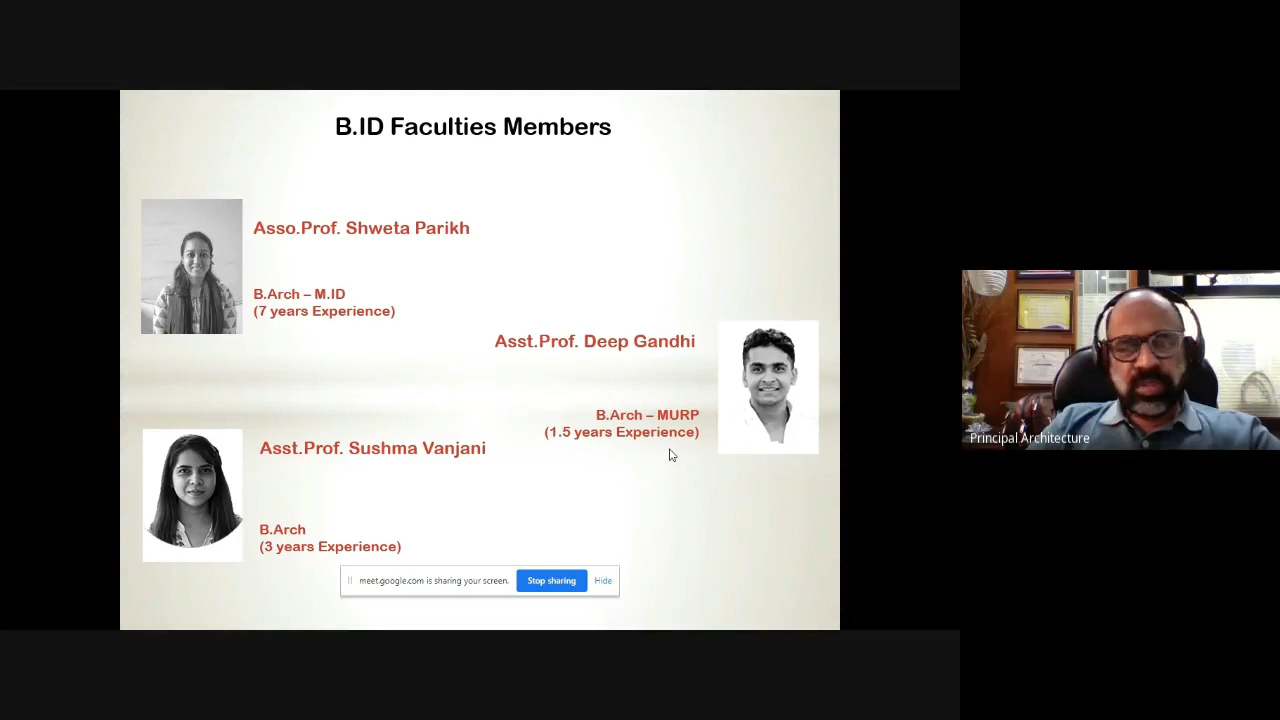 B.ID Faculties Members
Asso.Prof. Shweta Parikh
B.Arch – M.ID
(7 years Experience)
Asst.Prof. Deep Gandhi
B.Arch – MURP
(1.5 years Experience)
Asst.Prof. Sushma Vanjani
B.Arch
(3 years Experience)
meet.google.com is sharing your screen.
Stop sharing
Hide
Principal Architecture